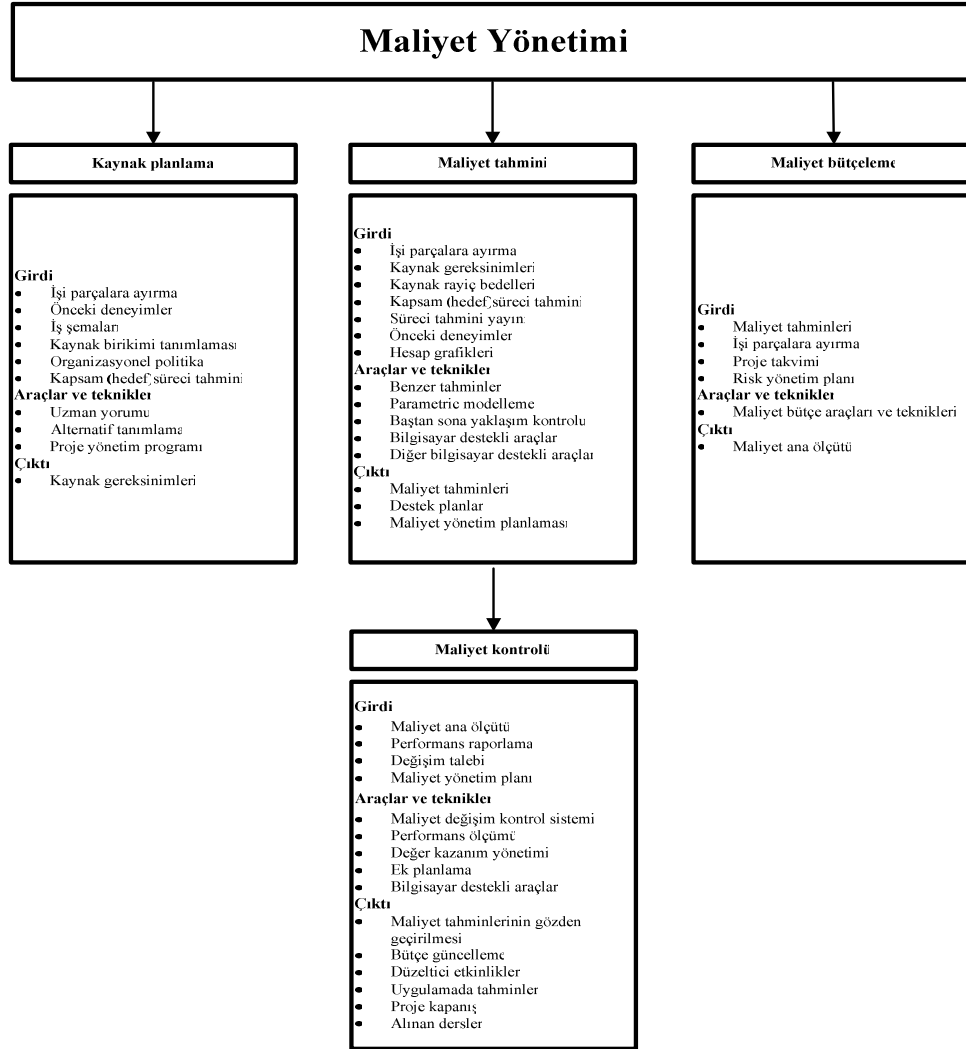 Maliyet Yönetimi
Kaynak planlama
Girdi
• İşi parçalara ayırma
• Önceki deneyimler
• İş şemaları
• Kaynak birikimi tanımlaması
• Organizasyonel politika
• Kapsam (hedef)süreci tahmini
Araçlar ve teknikler
• Uzman yorumu
• Alternatif tanımlama
• Proje yönetim programı
Çıktı
• Kaynak gereksinimleri
Maliyet tahmini
Girdi
• İşi parçalara ayırma
• Kaynak gereksinimleri
• Kaynak rayiç bedelleri
• Kapsam (hedef)süreci tahmini
• Süreci tahmini yayını
• Önceki deneyimler
• Hesap grafikleri
Araçlar ve teknikler
• Benzer tahminler
• Parametric modelleme
• Baştan sona yaklaşım kontrolu
• Bilgisayar destekli araçlar
• Diğer bilgisayar destekli araçlar
Çıktı
• Maliyet tahminleri
• Destek planlar
• Maliyet yönetim planlaması
Maliyet bütçeleme
Girdi
• Maliyet tahminleri
• İşi parçalara ayırma
• Proje takvimi
• Risk yönetim planı
Araçlar ve teknikler
• Maliyet bütçe araçları ve teknikleri
Çıktı
• Maliyet ana ölçütü
Maliyet kontrolü
Girdi
• Maliyet ana ölçütü
• Performans raporlama
• Değişim talebi
• Maliyet yönetim planı
Araçlar ve teknikler
• Maliyet değişim kontrol sistemi
• Performans ölçümü
• Değer kazanım yönetimi
• Ek planlama
• Bilgisayar destekli araçlar
Çıktı
• Maliyet tahminlerinin gözden
geçirilmesi
• Bütçe güncelleme
• Düzeltici etkinlikler
• Uygulamada tahminler
• Proje kapanış
• Alınan dersler